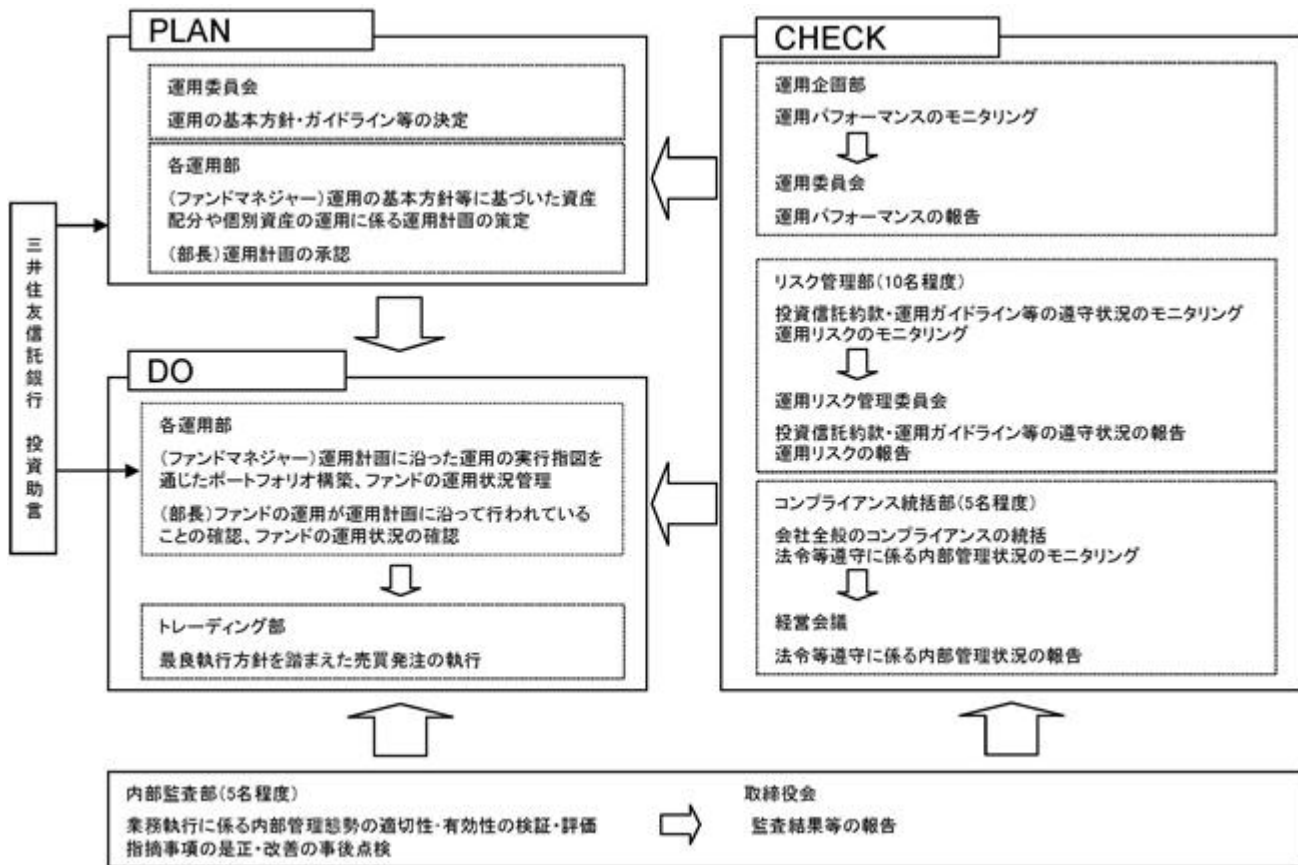 PLAN
運用委員会
運用の基本方針・ガイドライン等の決定
各運用部
(ファンドマネジャー)運用の基本方針等に基づいた資産
配分や個別資産の運用に係る運用計画の策定
(部長)運用計画の承認
三井住友信託銀行 投資助言
DO
各運用部
(ファンドマネジャー)運用計画に沿った運用の実行指図を
通じたポートフォリオ構築、ファンドの運用状況管理
(部長)ファンドの運用が運用計画に沿って行われている
ことの確認、ファンドの運用状況の確認
トレーディング部
最良執行方針を踏まえた売買発注の執行
CHECK
運用企画部
運用パフォーマンスのモニタリング
運用委員会
運用パフォーマンスの報告
リスク管理部(10名程度)
投資信託約款・運用ガイドライン等の遵守状況のモニタリング
運用リスクのモニタリング
運用リスク管理委員会
投資信託約款・運用ガイドライン等の遵守状況の報告
運用リスクの報告
コンプライアンス統括部(5名程度)
会社全般のコンプライアンスの統括
法令等遵守に係る内部管理状況のモニタリング
経営会議
法令等遵守に係る内部管理状況の報告
内部監査部(5名程度)
業務執行に係る内部管理態勢の適切性・有効性の検証・評価
指摘事項の是正・改善の事後点検
取締役会
監査結果等の報告